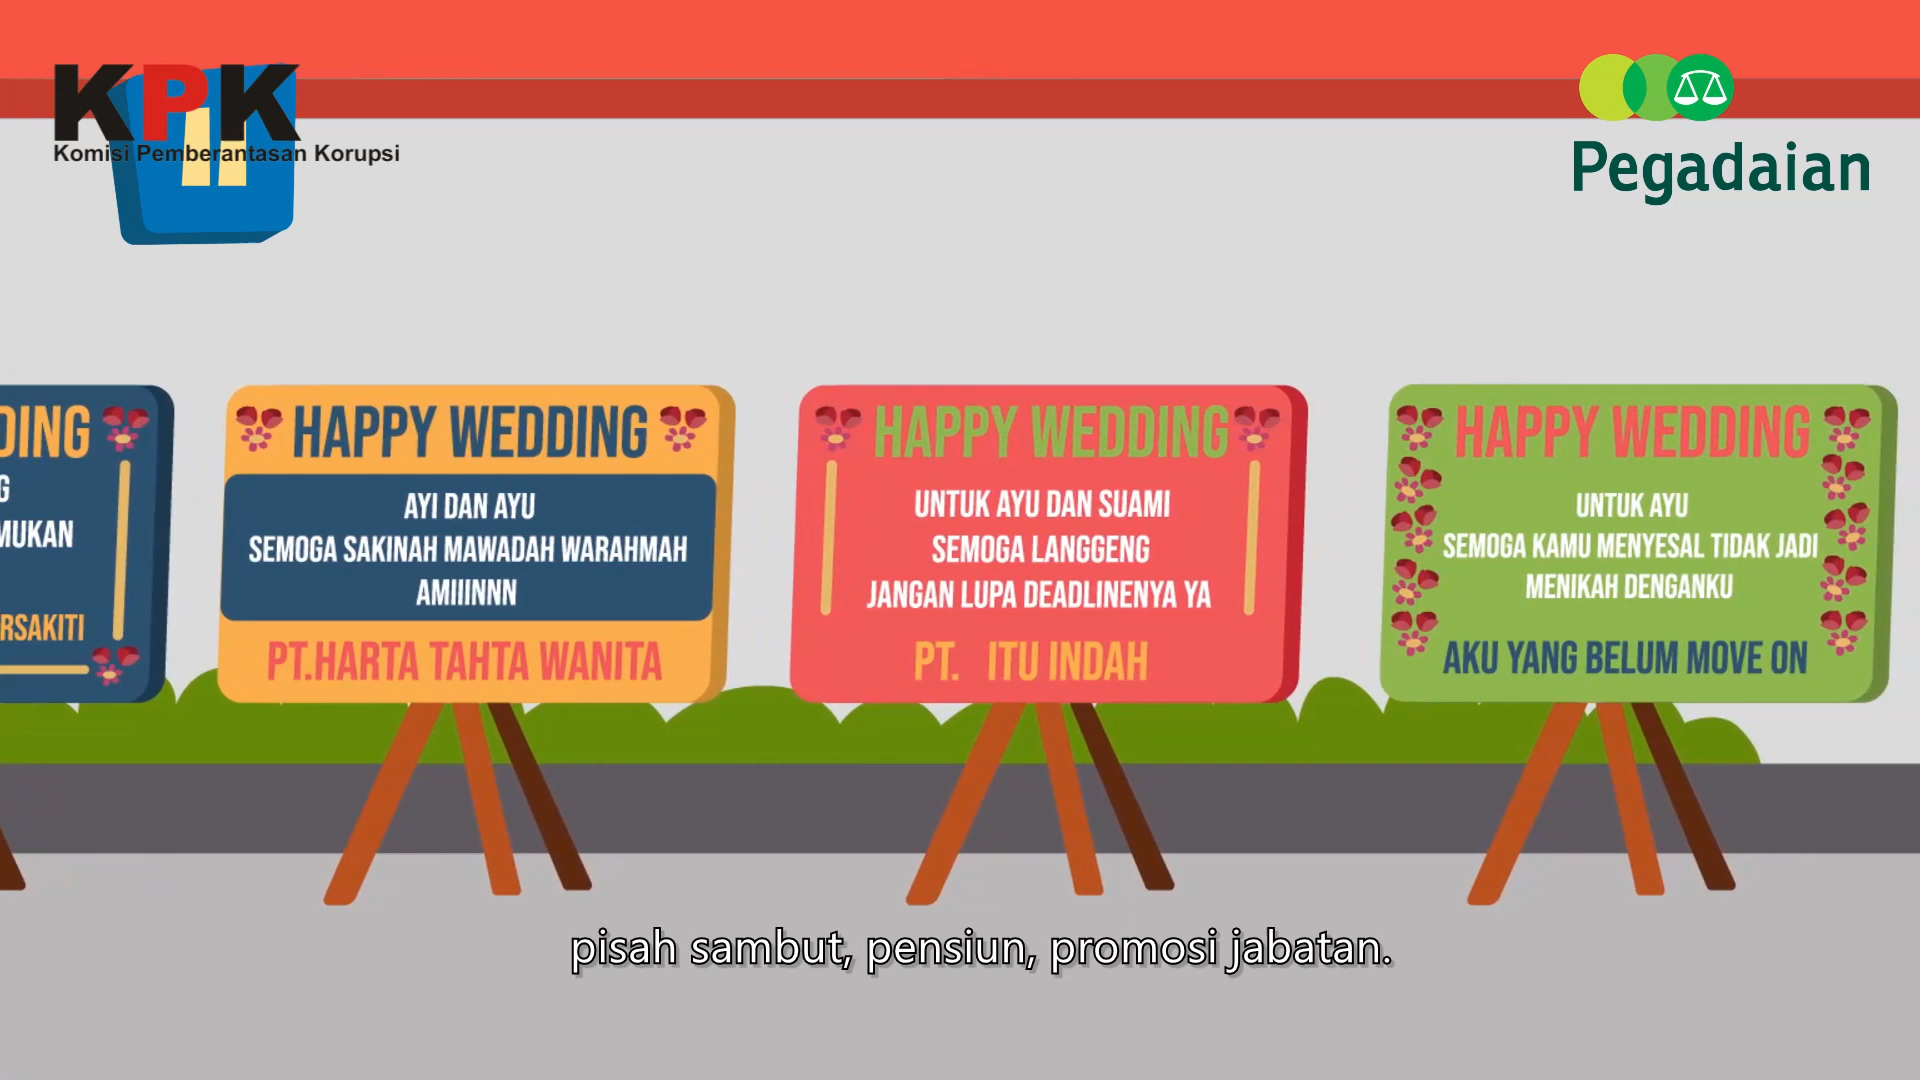 KPK
Komisi Pemberantasan Korupsi
Pegadaian
DING
G
MUKAN
RSAKITI
HAPPY WEDDING
AYI DAN AYU
SEMOGA SAKINAH MAWADAH WARAHMAH
AMIIINNN
PT.HARTA TAHTA WANITA
HAPPY WEDDING
UNTUK AYU DAN SUAMI
SEMOGA LANGGENG
JANGAN LUPA DEADLINENYA YA
PT. ITU INDAH
HAPPY WEDDING
UNTUK AYU
SEMOGA KAMU MENYESAL TIDAK JADI
MENIKAH DENGANKU
AKU YANG BELUM MOVE ON
pisah sambut, pensiun, promosi jabatan.